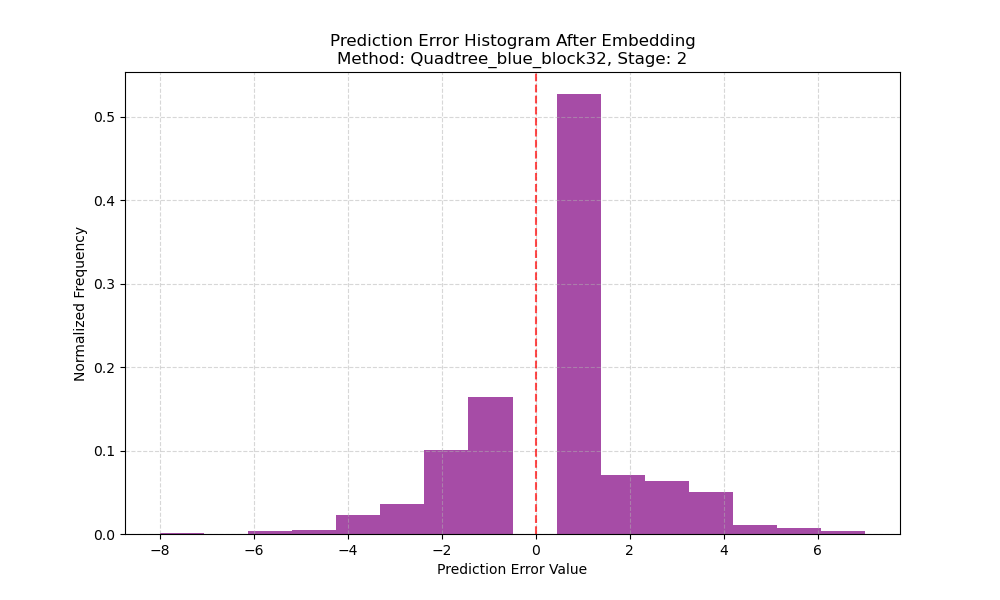 Prediction Error Histogram After Embedding
Method: Quadtree_blue_block32, Stage: 2
Normalized Frequency
0.5
0.4
0.3
0.2
0.1
0.0
−8 −6 −4 −2 0 2 4 6
Prediction Error Value